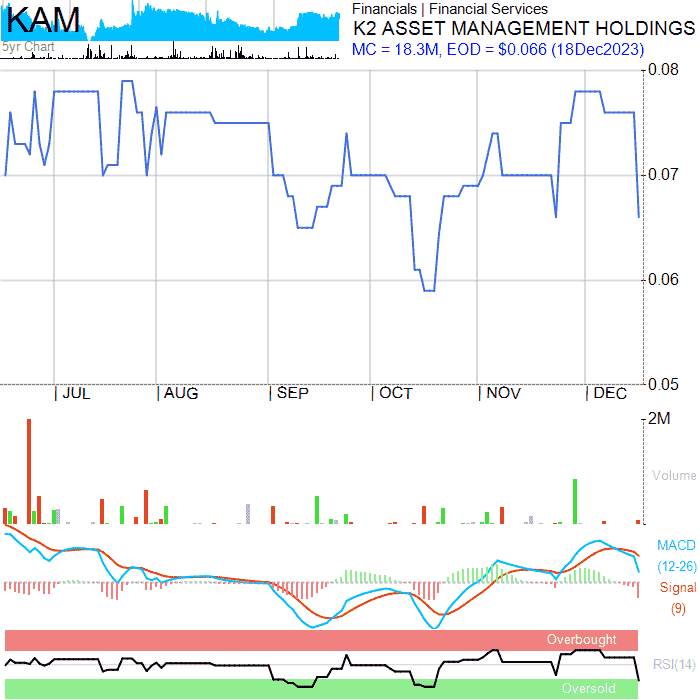 KAM
5yr Chart
Financials | Financial Services
K2 ASSET MANAGEMENT HOLDINGS
MC = 18.3M, EOD = $0.066 (18Dec2023)
0.08
0.07
0.06
0.05
JUL AUG SEP OCT NOV DEC
2M
Volume
MACD
(12-26)
Signal
(9)
Overbought
RSI(14)
Oversold